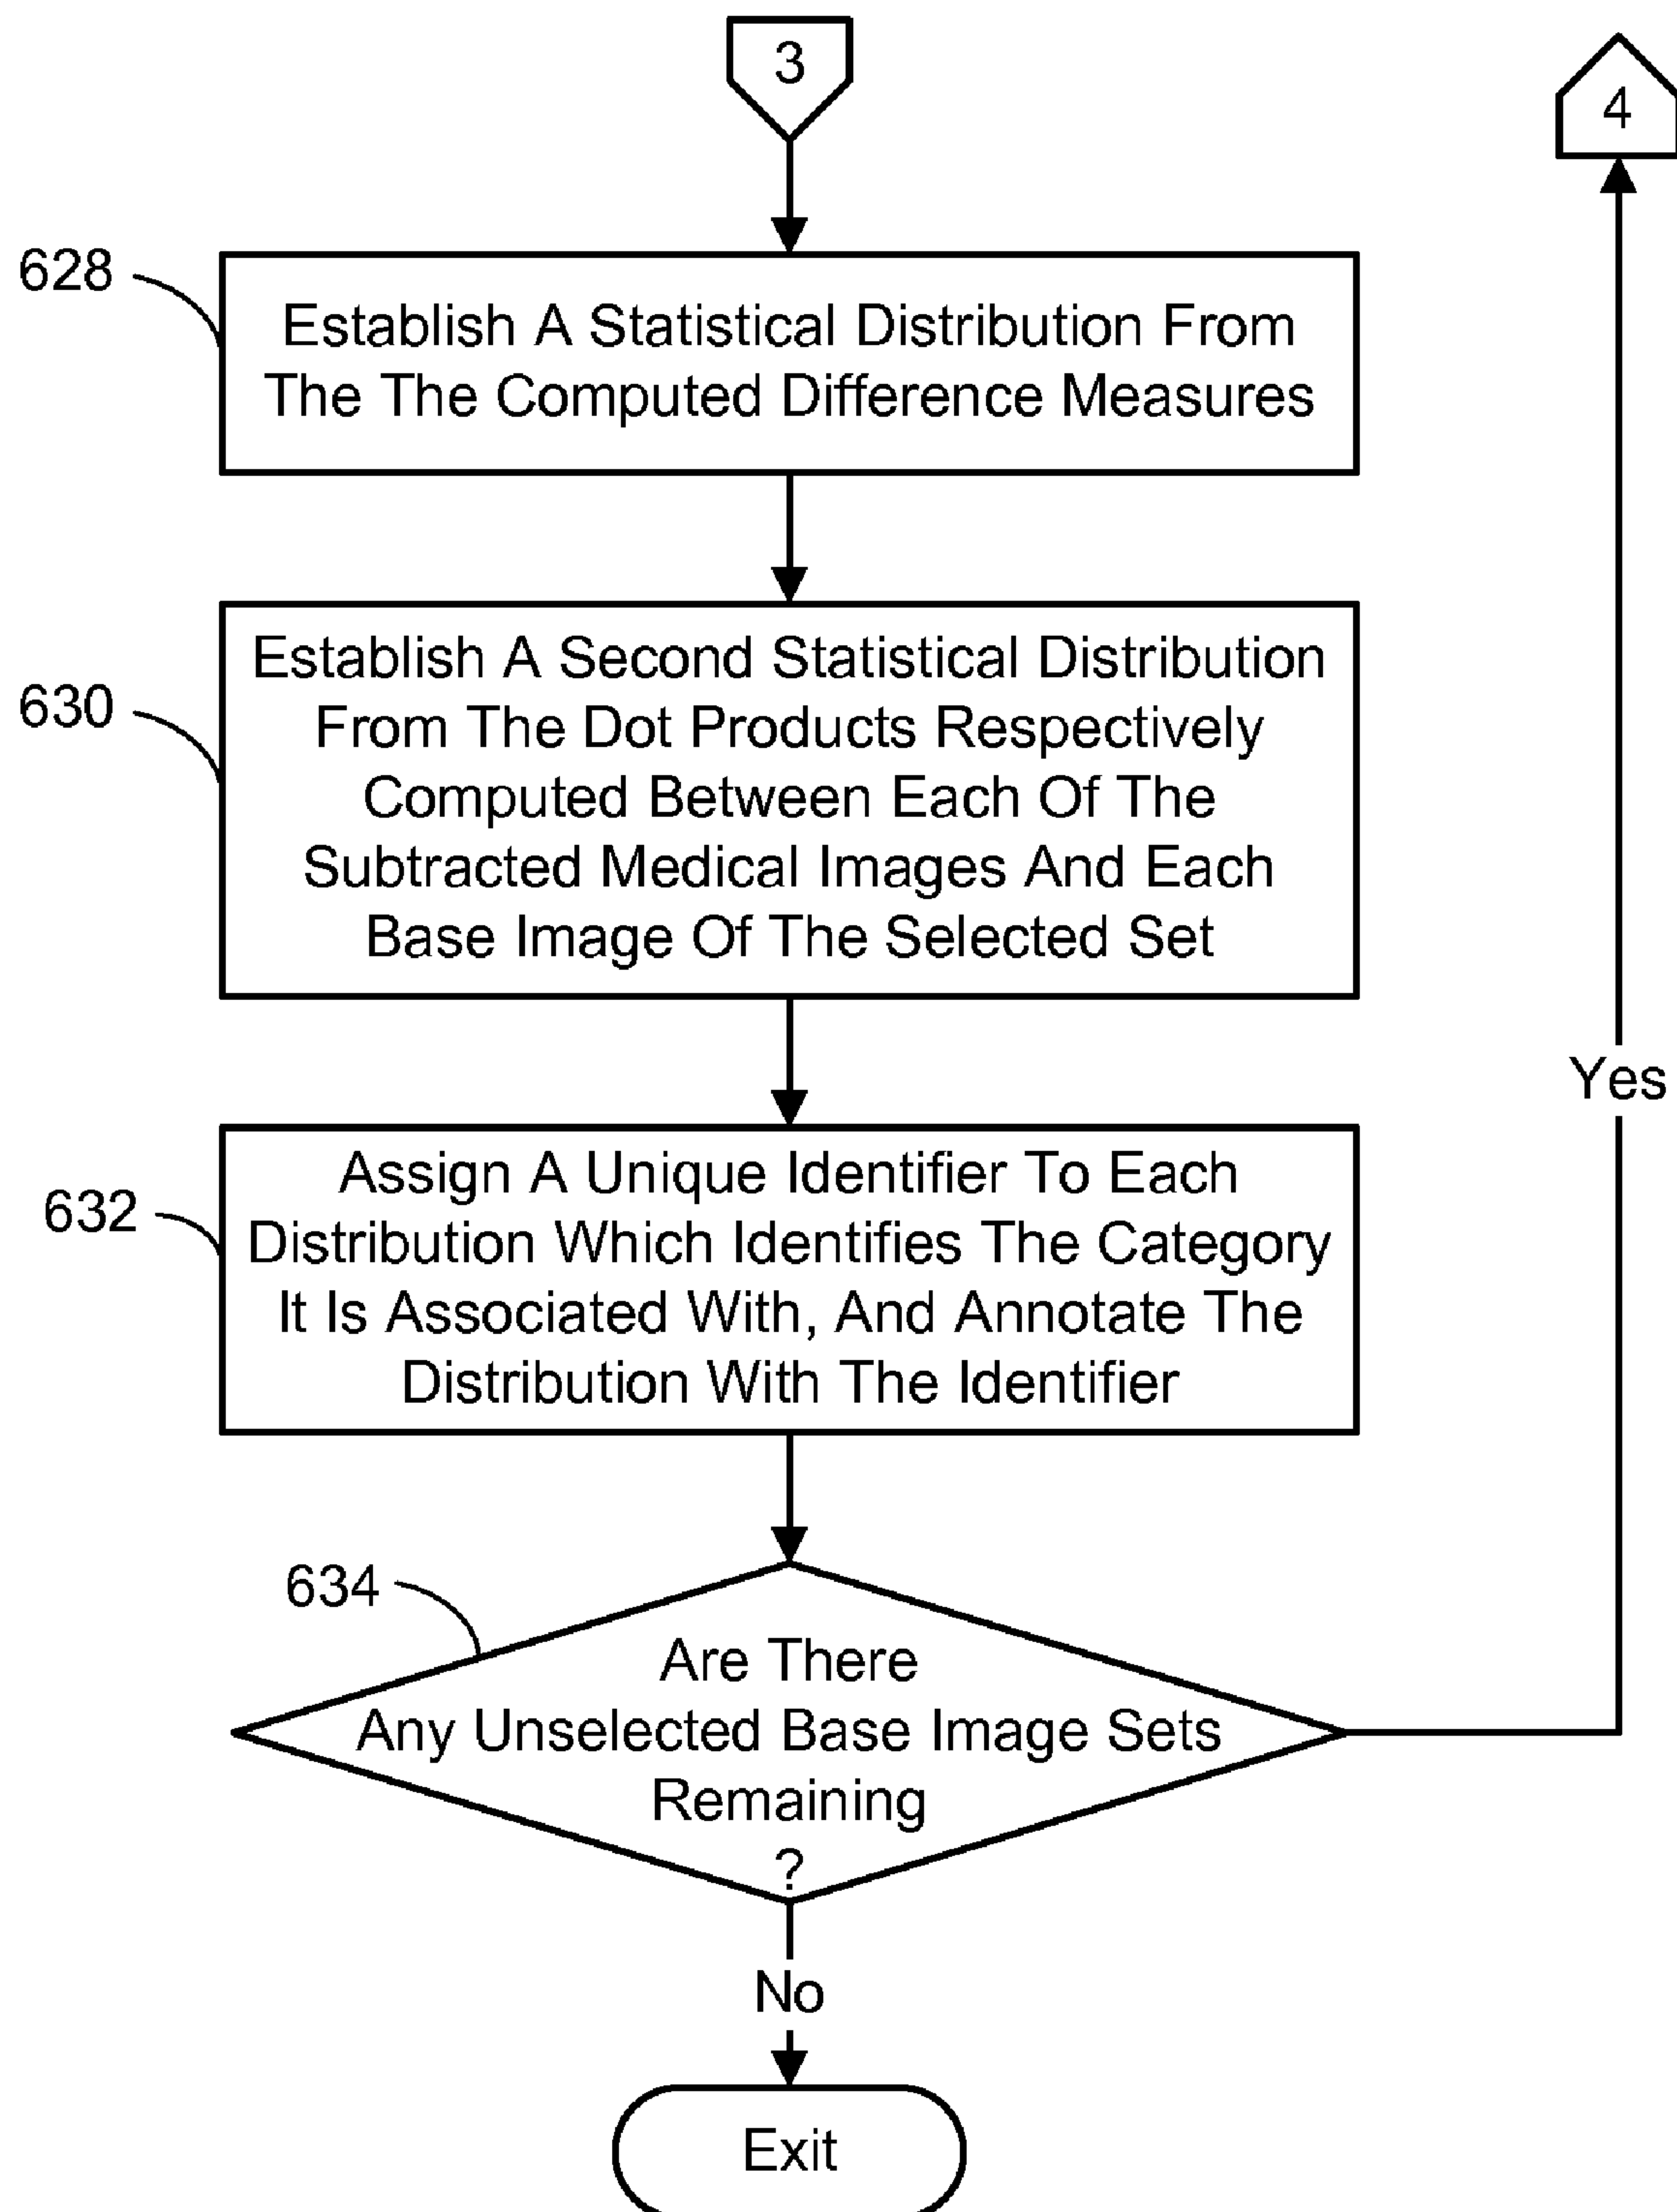 3
4
628
Establish A Statistical Distribution From
The The Computed Difference Measures
630
Establish A Second Statistical Distribution
From The Dot Products Respectively
Computed Between Each Of The
Subtracted Medical Images And Each
Base Image Of The Selected Set
Yes
632
Assign A Unique Identifier To Each
Distribution Which Identifies The Category
It Is Associated With, And Annotate The
Distribution With The Identifier
634
Are There
Any Unselected Base Image Sets
Remaining
?
No
Exit